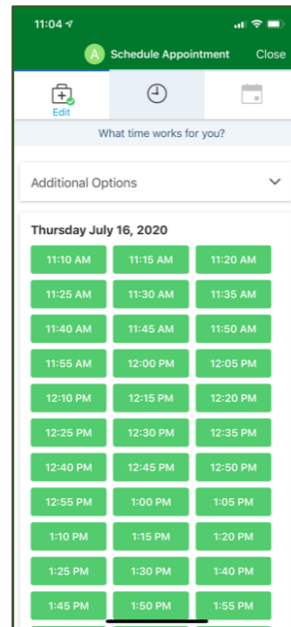 11:04
A Schedule Appointment Close
Edit
What time works for you?
Additional Options
Thursday July 16, 2020
11:10 AM 11:15 AM 11:20 AM
11:25 AM 11:30 AM 11:35 AM
11:40 AM 11:45 AM 11:50 AM
11:55 AM 12:00 PM 12:05 PM
12:10 PM 12:15 PM 12:20 PM
12:25 PM 12:30 PM 12:35 PM
12:40 PM 12:45 PM 12:50 PM
12:55 PM 1:00 PM 1:05 PM
1:10 PM 1:15 PM 1:20 PM
1:25 PM 1:30 PM 1:40 PM
1:45 PM 1:50 PM 1:55 PM